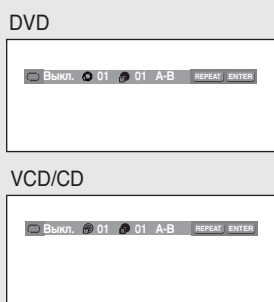 DVD
Выкл. 01 01 A-B REPEAT ENTER
VCD/CD
Выкл. 01 01 A-B REPEAT ENTER